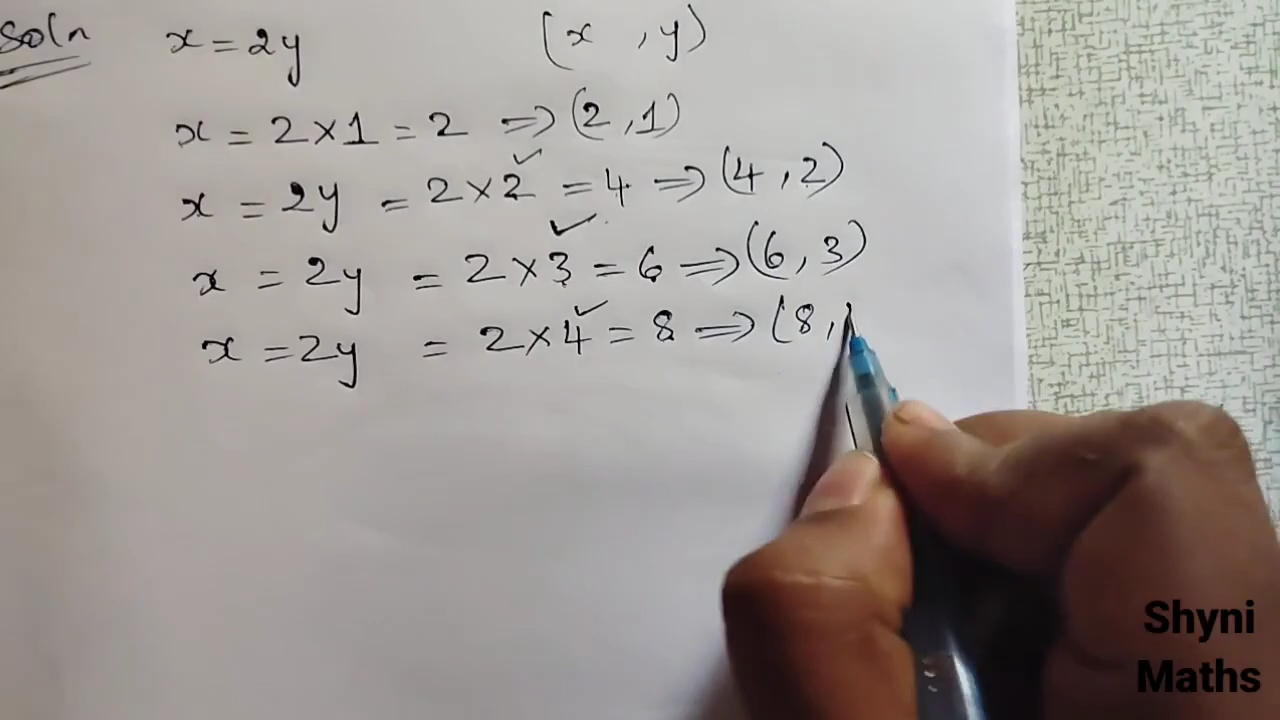 Soln x = 2y (x , y)
x = 2×1 = 2 ⇒ (2 , 1)
x = 2y = 2×2 = 4 ⇒ (4 , 2)
x = 2y = 2×3 = 6 ⇒ (6 , 3)
x = 2y = 2×4 = 8 ⇒ (8 ,
Shyni
Maths